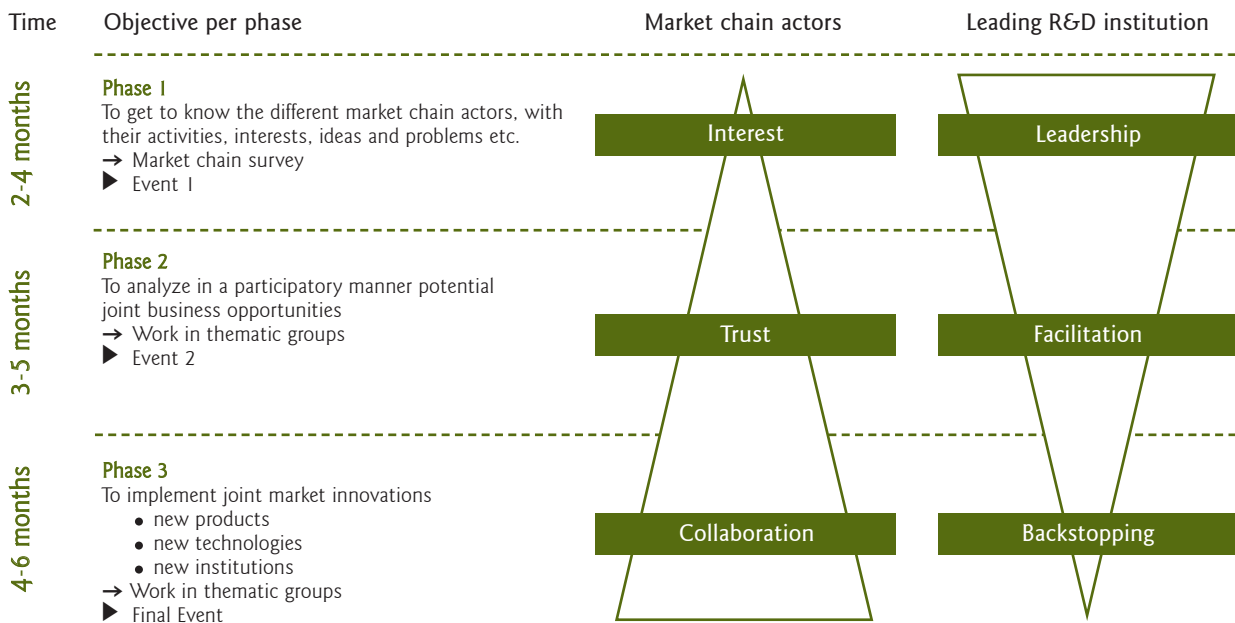 Time
Objective per phase
Market chain actors
Leading R&D institution
2-4 months
Phase 1
To get to know the different market chain actors, with
their activities, interests, ideas and problems etc.
→ Market chain survey
▶ Event 1
Interest
Leadership
3-5 months
Phase 2
To analyze in a participatory manner potential
joint business opportunities
→ Work in thematic groups
▶ Event 2
Trust
Facilitation
4-6 months
Phase 3
To implement joint market innovations
• new products
• new technologies
• new institutions
→ Work in thematic groups
▶ Final Event
Collaboration
Backstopping